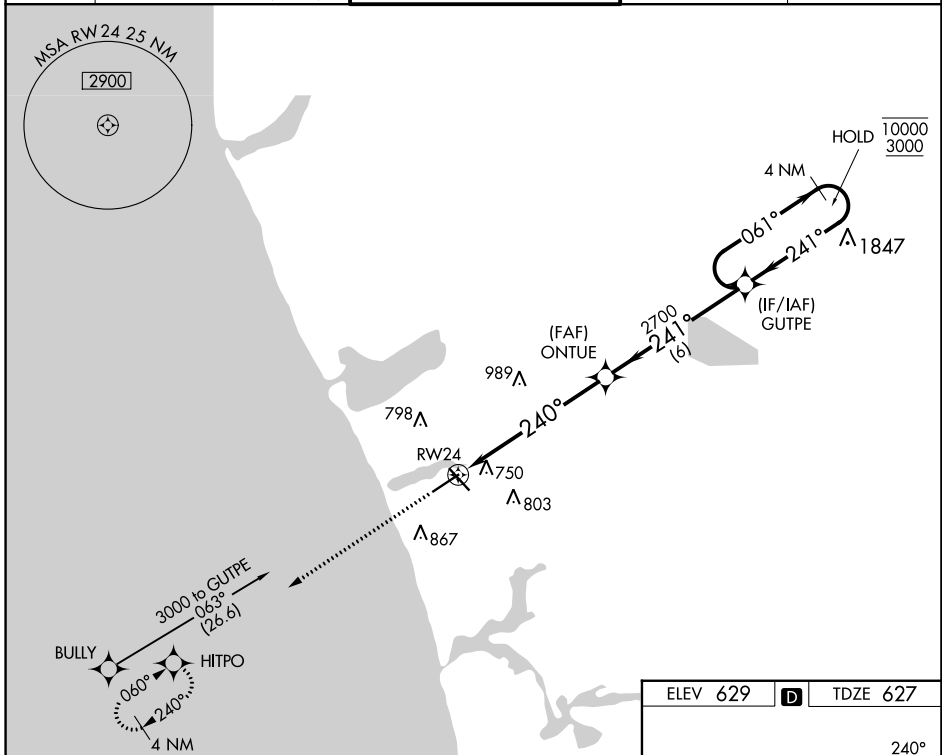 MSA RW24 25 NM
2900
HOLD
10000
3000
4 NM
061°
241°
1847
(IF/IAF)
GUTPE
2700
241°
(6)
(FAF)
ONTUE
989
240°
798
RW24
750
803
867
3000 to GUTPE
063°
(26.6)
BULLY
HITPO
060°
240°
4 NM
ELEV 629
D
TDZE 627
240°